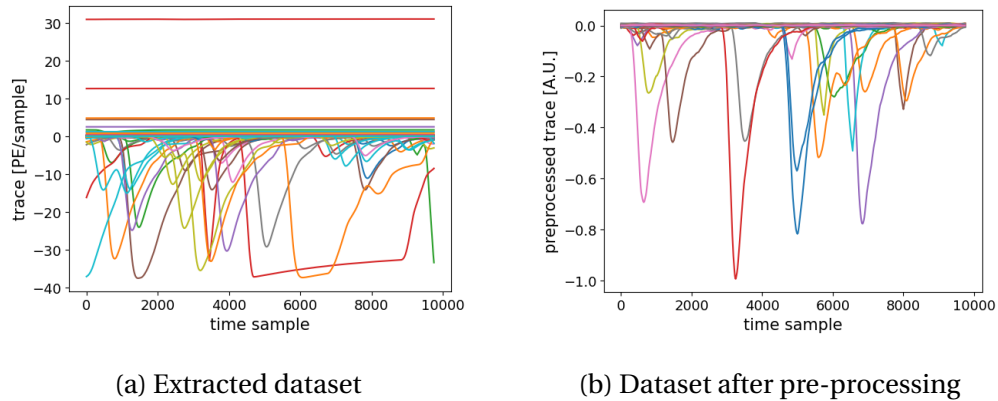 30
20
10
0
−10
−20
−30
−40
trace [PE/sample]
0 2000 4000 6000 8000 10000
time sample
(a) Extracted dataset
0.0
−0.2
−0.4
−0.6
−0.8
−1.0
preprocessed trace [A.U.]
0 2000 4000 6000 8000 10000
time sample
(b) Dataset after pre-processing